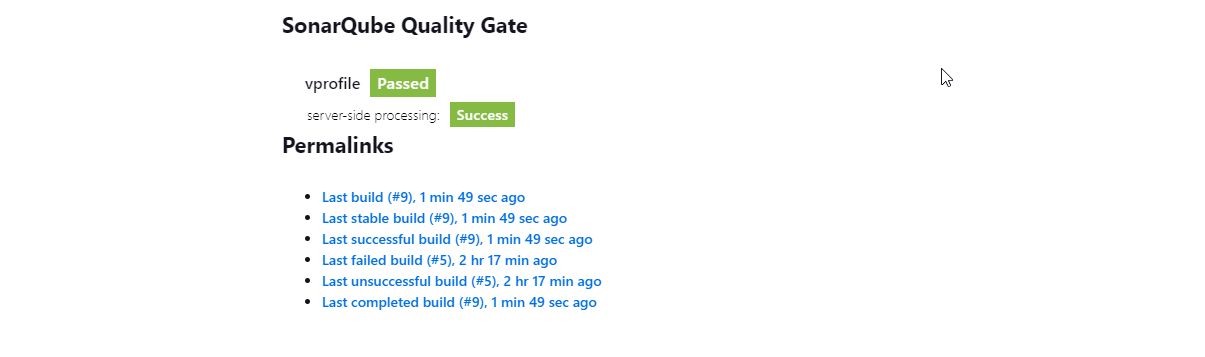 SonarQube Quality Gate
vprofile Passed
server-side processing: Success
Permalinks
Last build (#9), 1 min 49 sec ago
Last stable build (#9), 1 min 49 sec ago
Last successful build (#9), 1 min 49 sec ago
Last failed build (#5), 2 hr 17 min ago
Last unsuccessful build (#5), 2 hr 17 min ago
Last completed build (#9), 1 min 49 sec ago